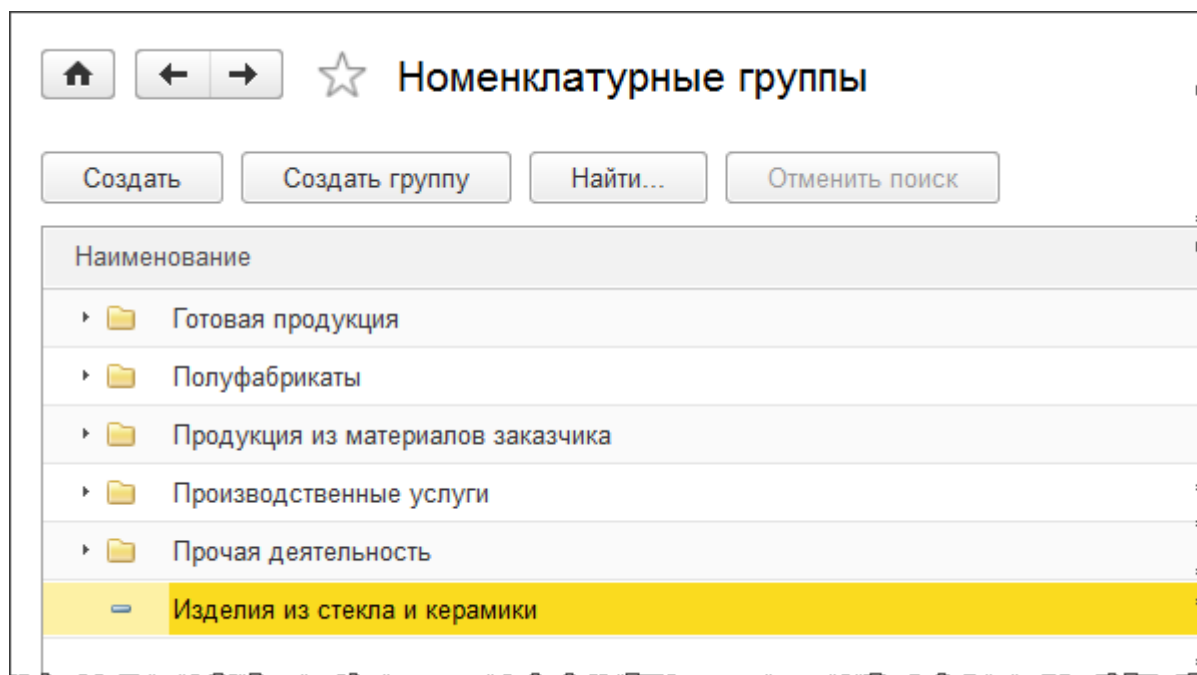 Номенклатурные группы
Создать Создать группу Найти... Отменить поиск
Наименование
Готовая продукция
Полуфабрикаты
Продукция из материалов заказчика
Производственные услуги
Прочая деятельность
Изделия из стекла и керамики